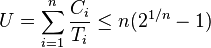 U = \sum_{i=1}^{n} \frac{C_i}{T_i} \leq n(2^{1/n} - 1)